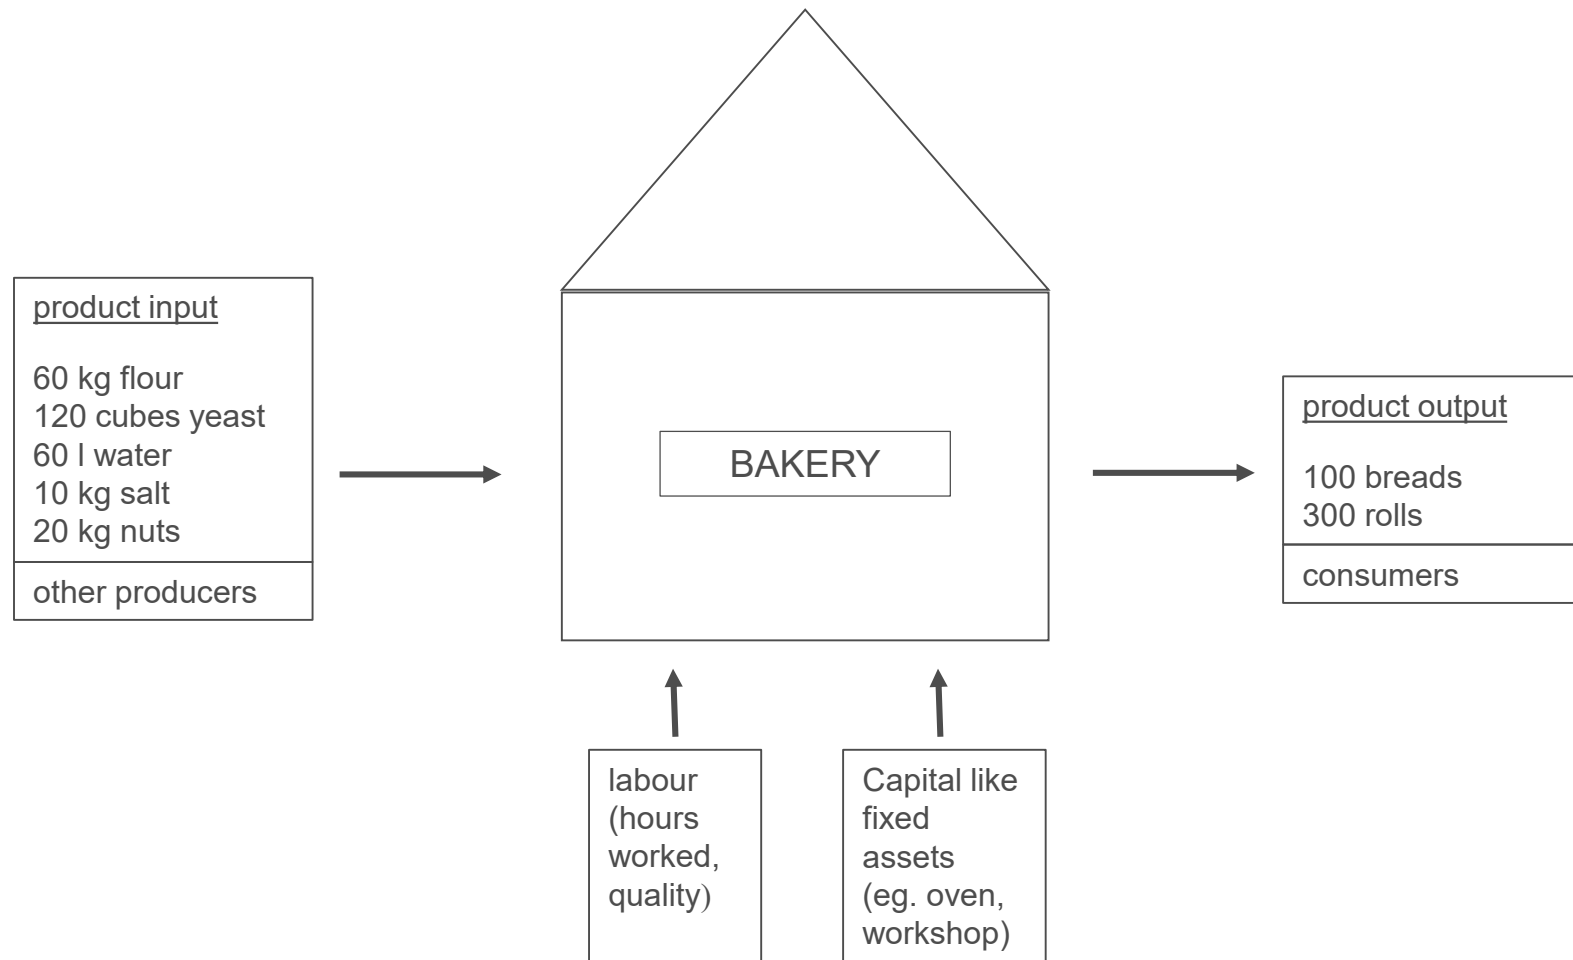 product input
60 kg flour
120 cubes yeast
60 l water
10 kg salt
20 kg nuts
other producers
BAKERY
product output
100 breads
300 rolls
consumers
labour
(hours
worked,
quality)
Capital like
fixed
assets
(eg. oven,
workshop)